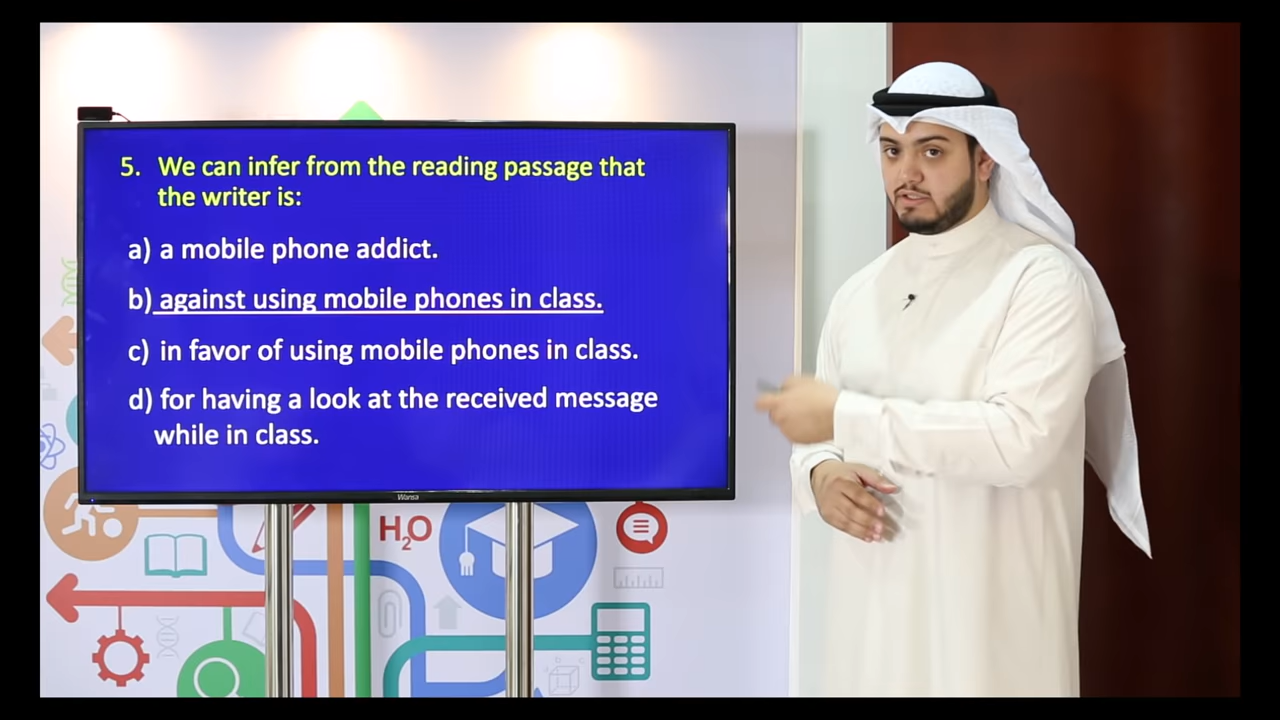 5. We can infer from the reading passage that
the writer is:
a) a mobile phone addict.
b) against using mobile phones in class.
c) in favor of using mobile phones in class.
d) for having a look at the received message
while in class.
Wansa
H₂O